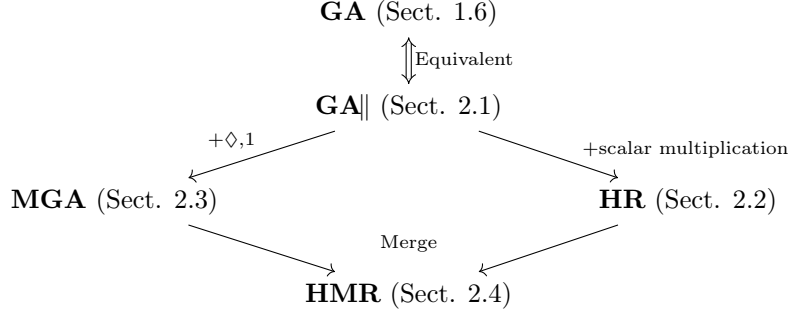 GA (Sect. 1.6)
Equivalent
GA∥ (Sect. 2.1)
+◊,1
+scalar multiplication
MGA (Sect. 2.3)
HR (Sect. 2.2)
Merge
HMR (Sect. 2.4)